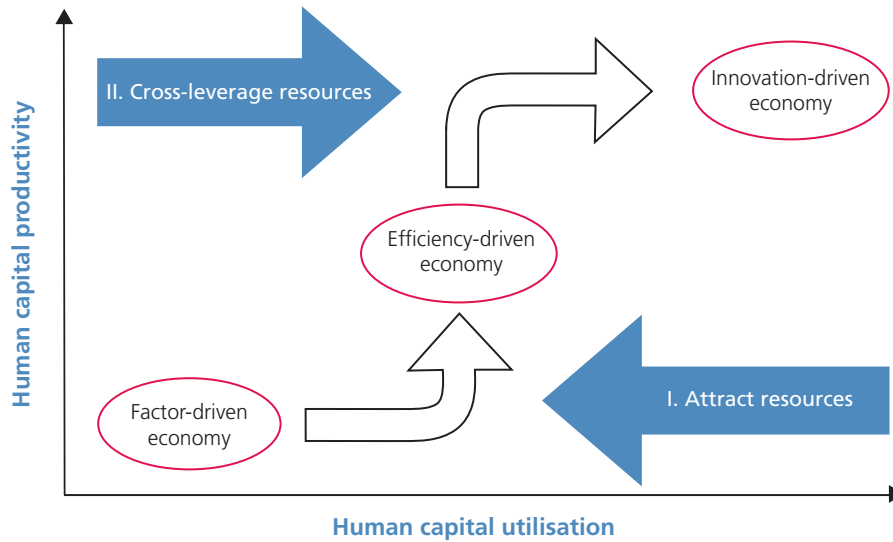 Human capital productivity
II. Cross-leverage resources
Innovation-driven
economy
Efficiency-driven
economy
Factor-driven
economy
I. Attract resources
Human capital utilisation